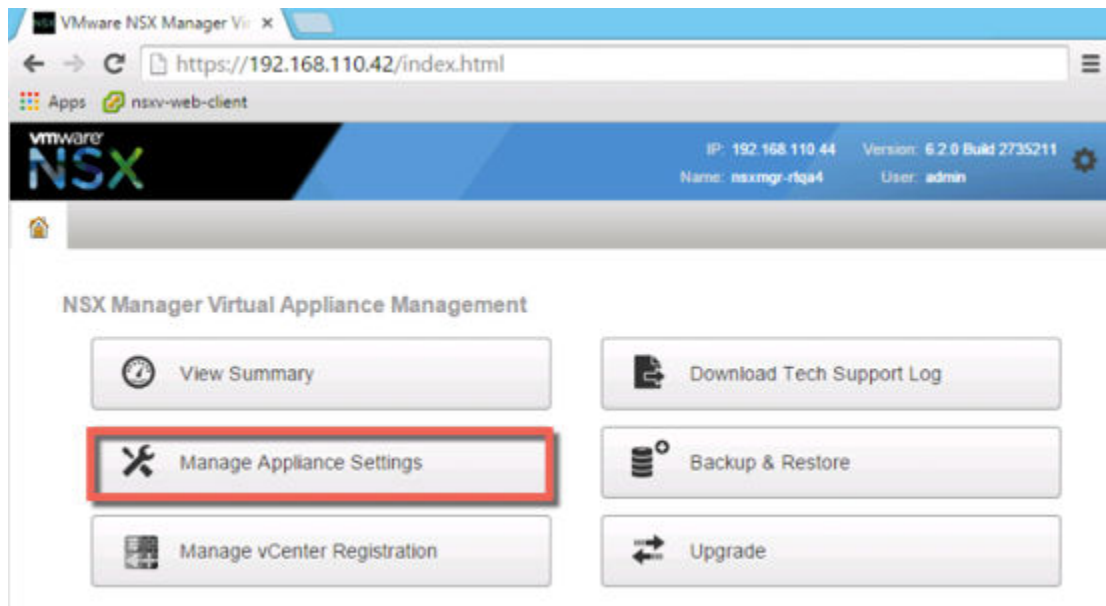 VMware NSX Manager Vir
https://192.168.110.42/index.html
Apps nsxv-web-client
vmware
NSX
IP: 192.168.110.44 Version: 6.2.0 Build 2735211
Name: nsxmgr-rtqa4 User: admin
NSX Manager Virtual Appliance Management
View Summary
Download Tech Support Log
Manage Appliance Settings
Backup & Restore
Manage vCenter Registration
Upgrade